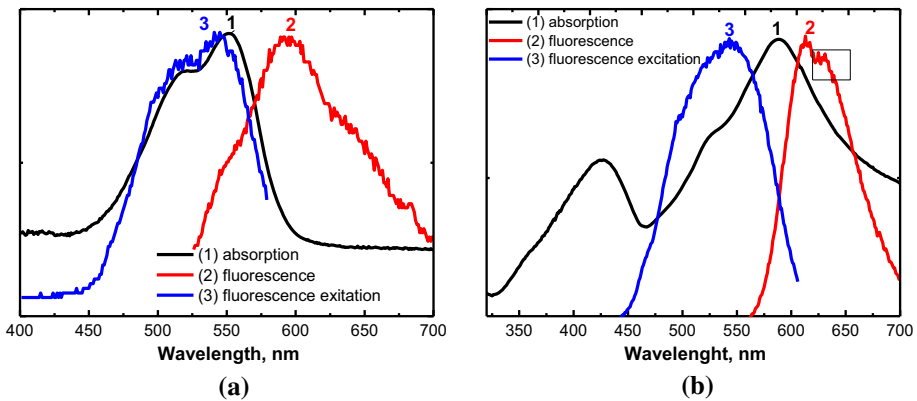 3 1 2
(1) absorption
(2) fluorescence
(3) fluorescence exitation
400 450 500 550 600 650 700
Wavelength, nm
(a)
(1) absorption
(2) fluorescence
(3) fluorescence excitation
3 1 2
350 400 450 500 550 600 650 700
Wavelenght, nm
(b)